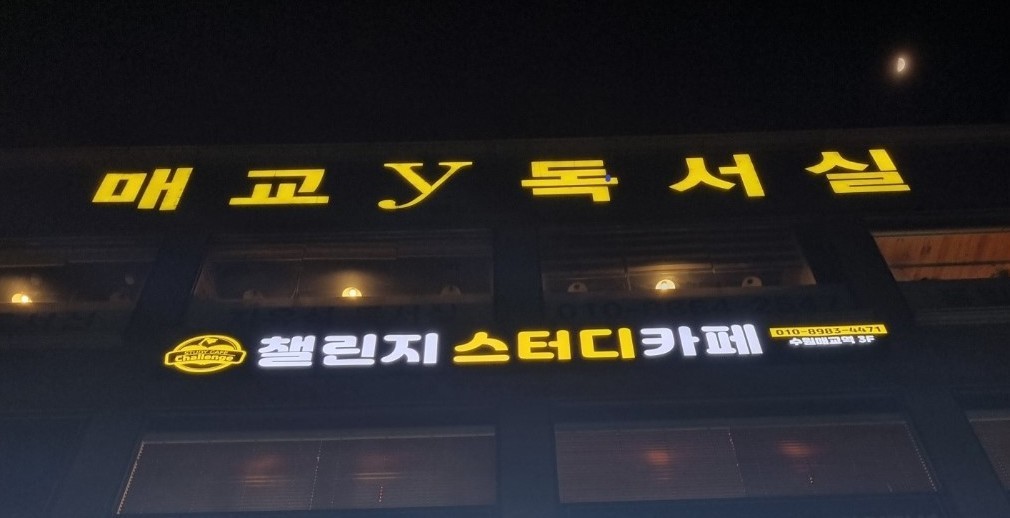 매교y독서실
STUDY CAFE
Challenge
챌린지 스터디카페
010-8983-4471
수원매교역 3F